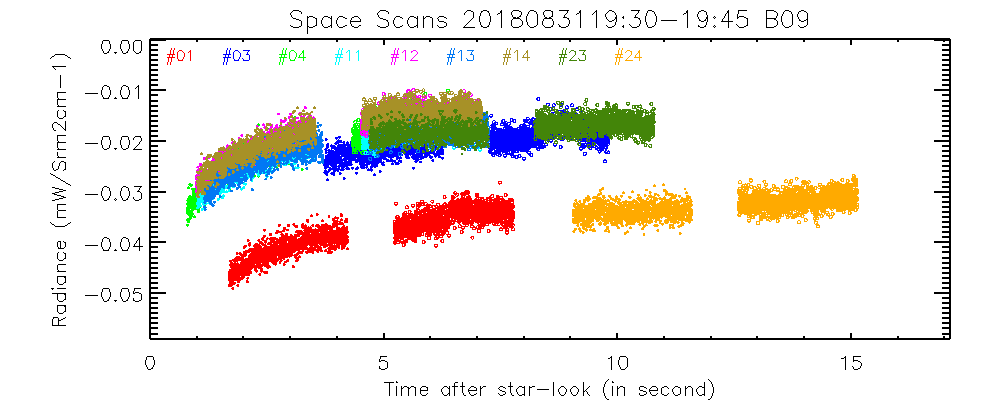 Space Scans 2018083119:30-19:45 B09
#01 #03 #04 #11 #12 #13 #14 #23 #24
0.00
-0.01
-0.02
-0.03
-0.04
-0.05
Radiance (mW/Srm2cm-1)
0 5 10 15
Time after star-look (in second)